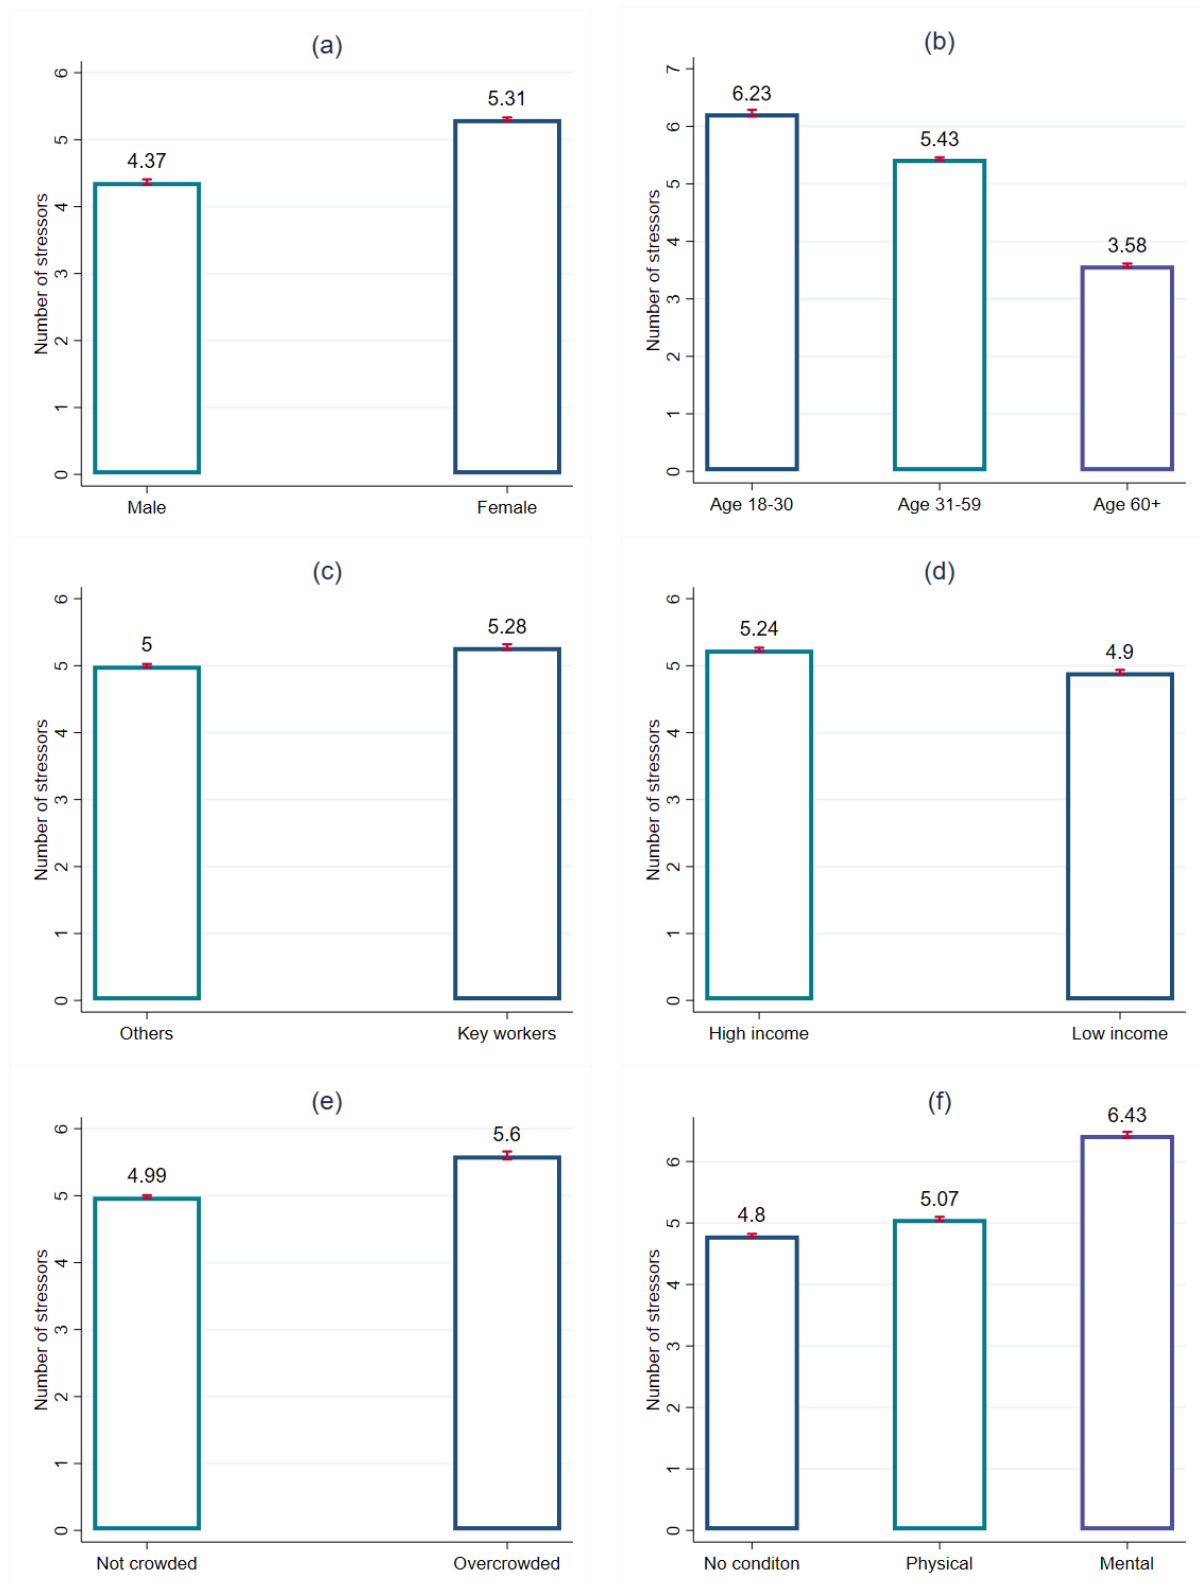 (a)
Number of stressors
6
5
4
3
2
1
0
4.37
5.31
Male
Female
(b)
Number of stressors
7
6
5
4
3
2
1
0
6.23
5.43
3.58
Age 18-30
Age 31-59
Age 60+
(c)
Number of stressors
6
5
4
3
2
1
0
5
5.28
Others
Key workers
(d)
Number of stressors
6
5
4
3
2
1
0
5.24
4.9
High income
Low income
(e)
Number of stressors
6
5
4
3
2
1
0
4.99
5.6
Not crowded
Overcrowded
(f)
Number of stressors
6
5
4
3
2
1
0
4.8
5.07
6.43
No conditon
Physical
Mental